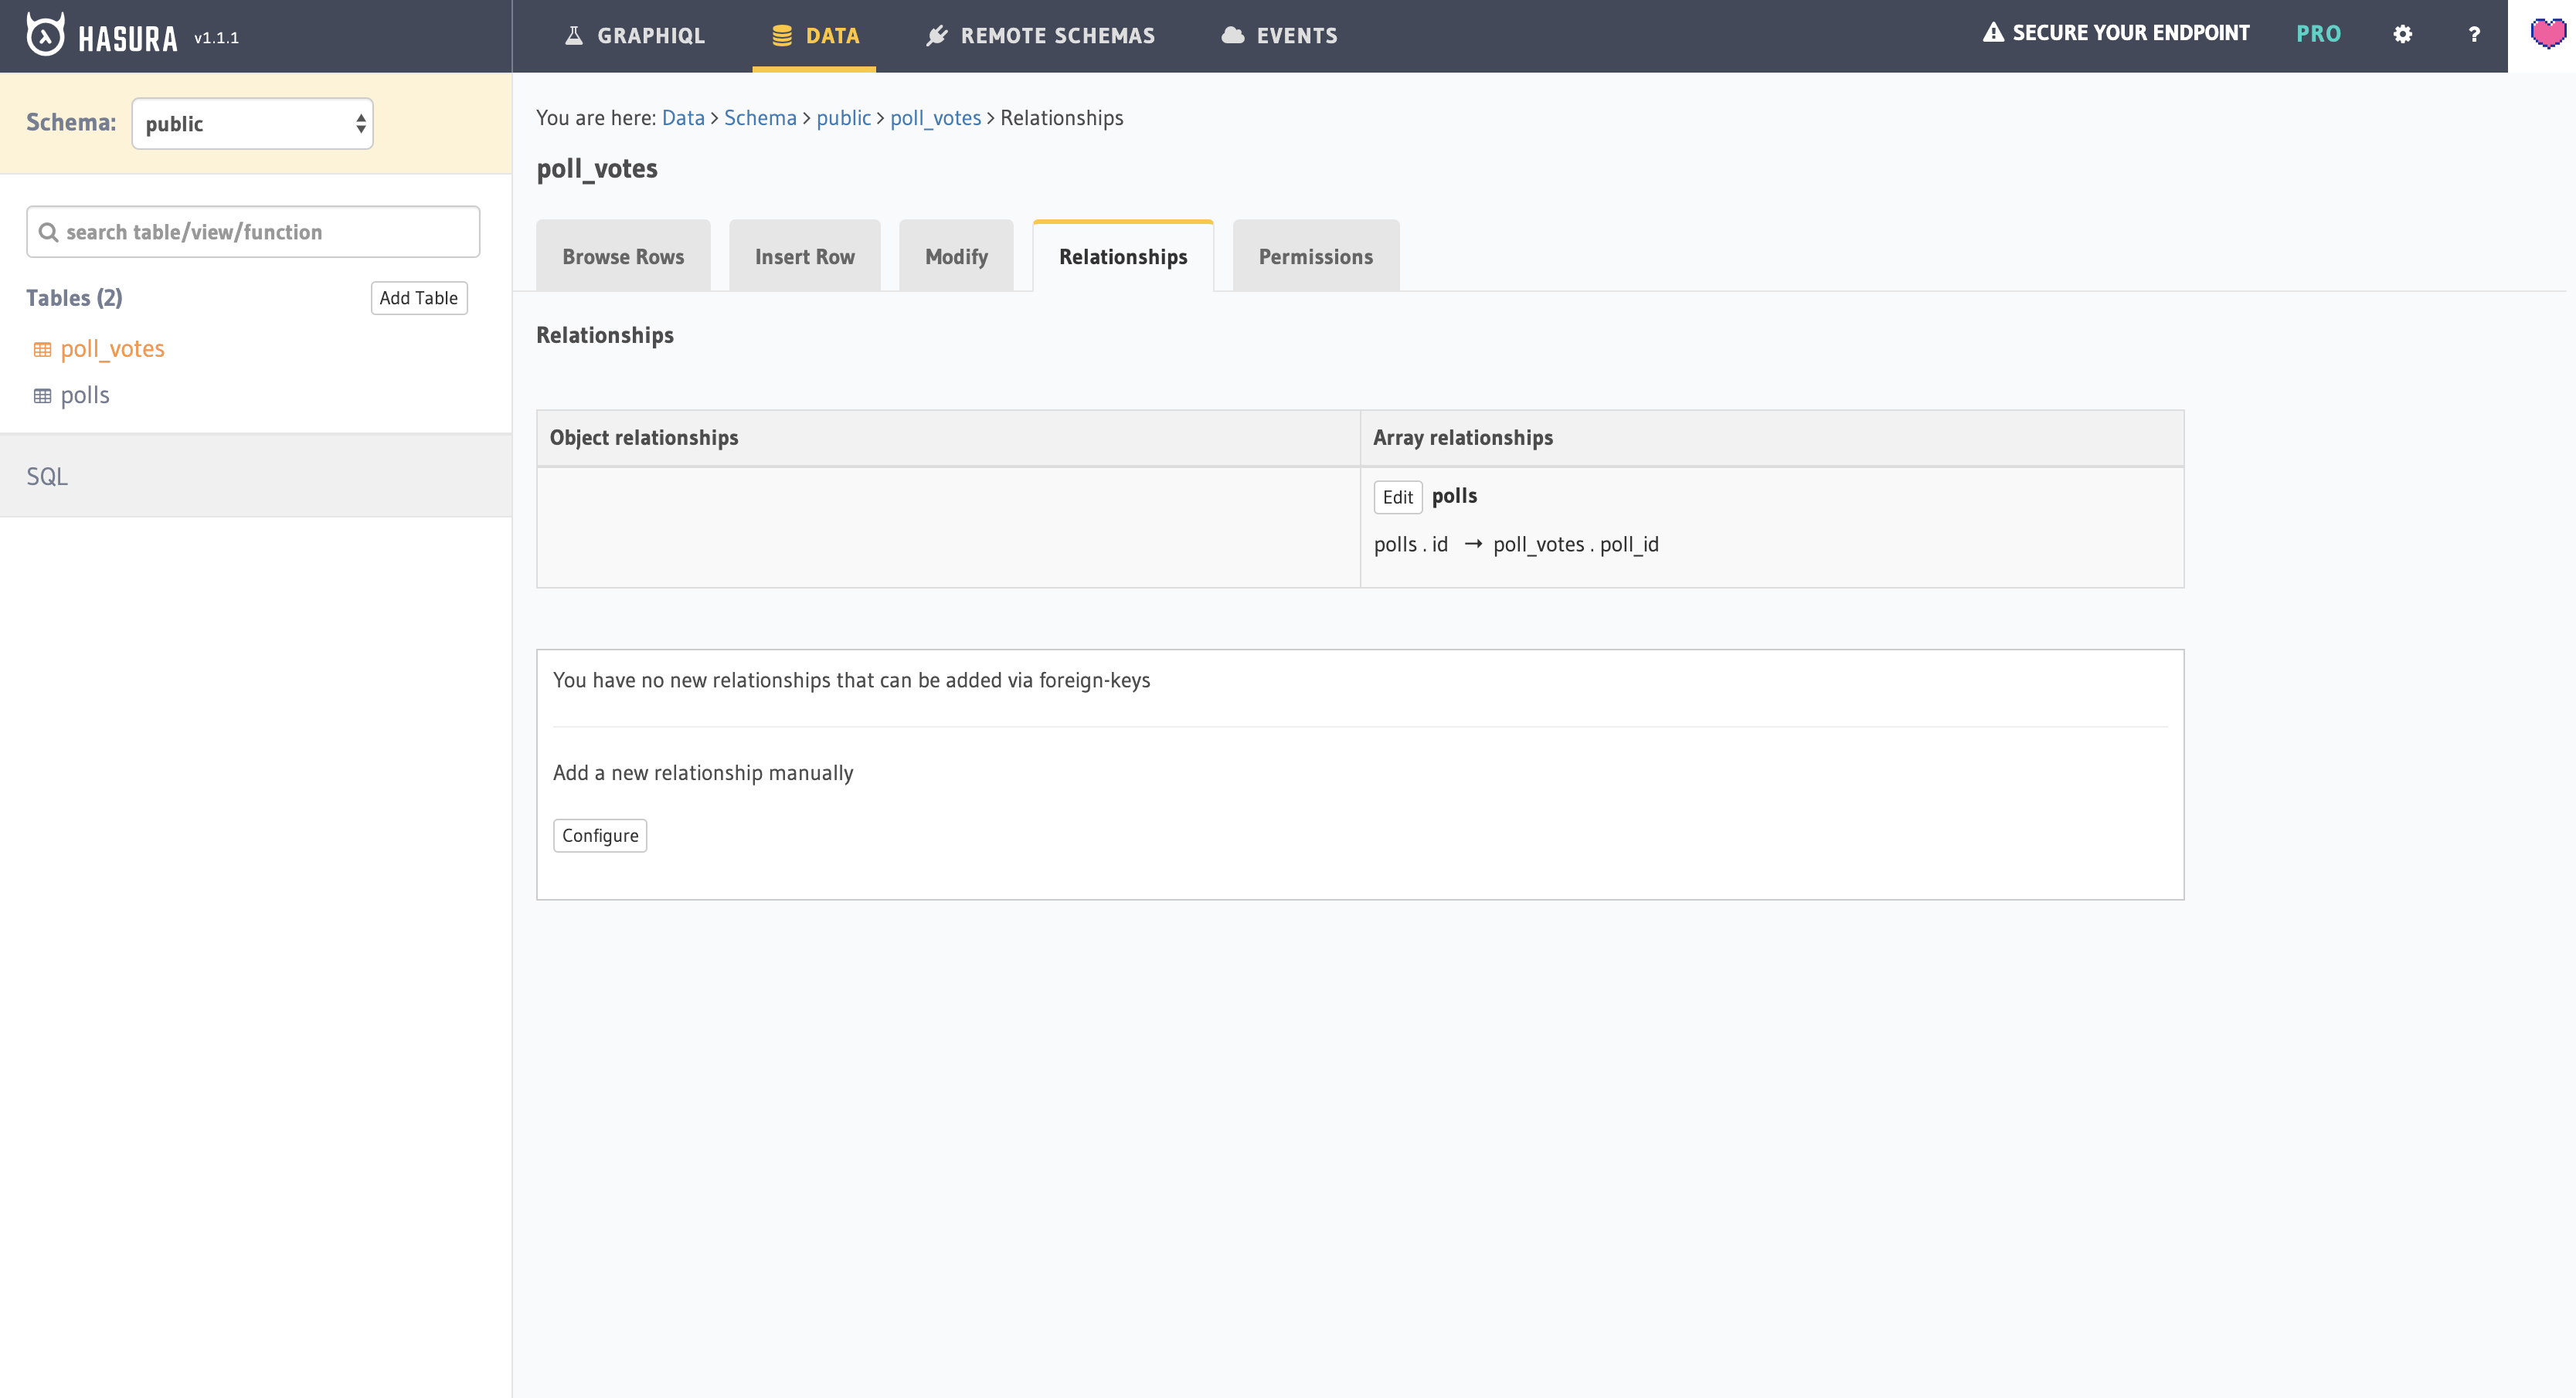 HASURA v1.1.1
GRAPHIQL DATA REMOTE SCHEMAS EVENTS
SECURE YOUR ENDPOINT PRO ?
Schema: public
search table/view/function
Tables (2) Add Table
poll_votes
polls
SQL
You are here: Data > Schema > public > poll_votes > Relationships
poll_votes
Browse Rows Insert Row Modify Relationships Permissions
Relationships
Object relationships Array relationships
Edit polls
polls . id → poll_votes . poll_id
You have no new relationships that can be added via foreign-keys
Add a new relationship manually
Configure